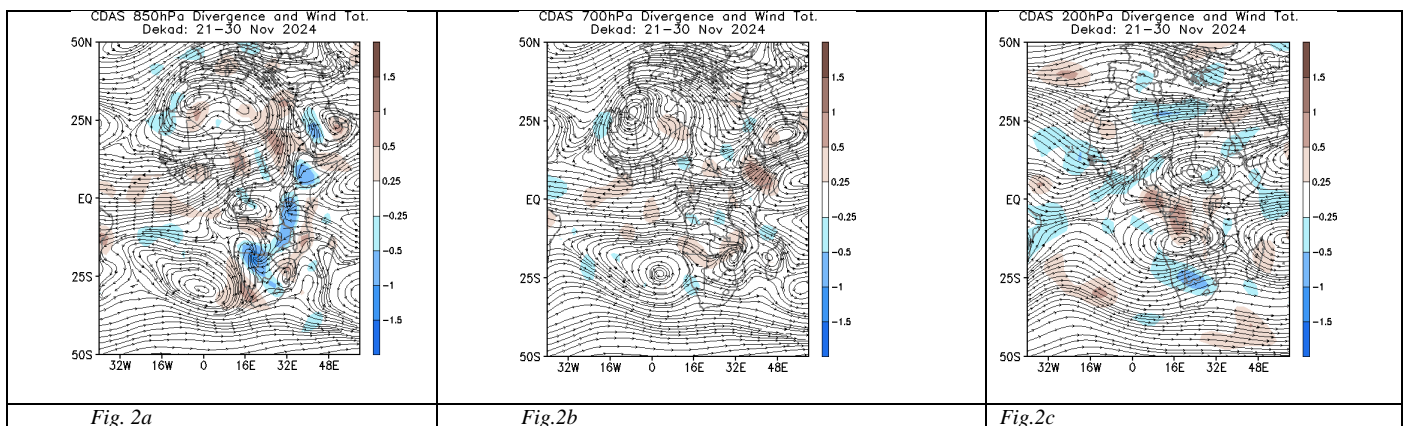 CDAS 850hPa Divergence and Wind Tot.
Dekad: 21-30 Nov 2024
50N
25N
EQ
25S
50S
32W 16W 0 16E 32E 48E
1.5
1
0.5
0.25
-0.25
-0.5
-1
-1.5
Fig. 2a
CDAS 700hPa Divergence and Wind Tot.
Dekad: 21-30 Nov 2024
50N
25N
EQ
25S
50S
32W 16W 0 16E 32E 48E
1.5
1
0.5
0.25
-0.25
-0.5
-1
-1.5
Fig.2b
CDAS 200hPa Divergence and Wind Tot.
Dekad: 21-30 Nov 2024
50N
25N
EQ
25S
50S
32W 16W 0 16E 32E 48E
1.5
1
0.5
0.25
-0.25
-0.5
-1
-1.5
Fig.2c